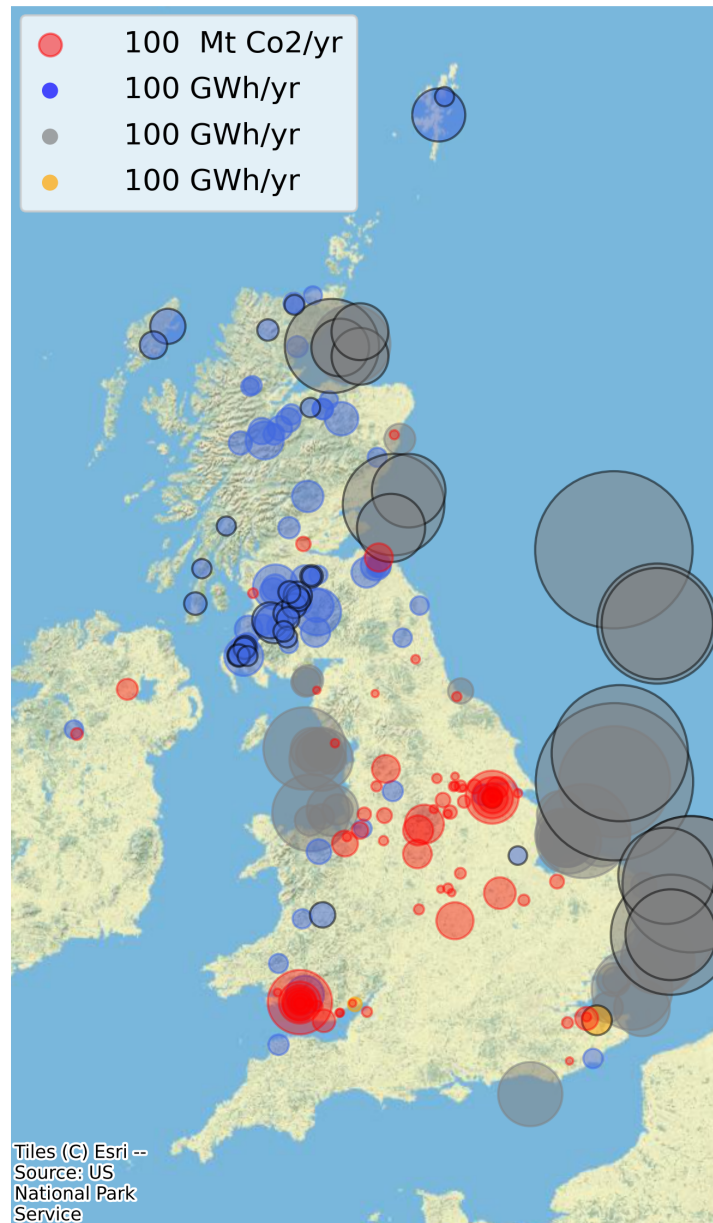 100  Mt Co2/yr
100 GWh/yr
100 GWh/yr
100 GWh/yr
Tiles (C) Esri --
Source: US
National Park
Service